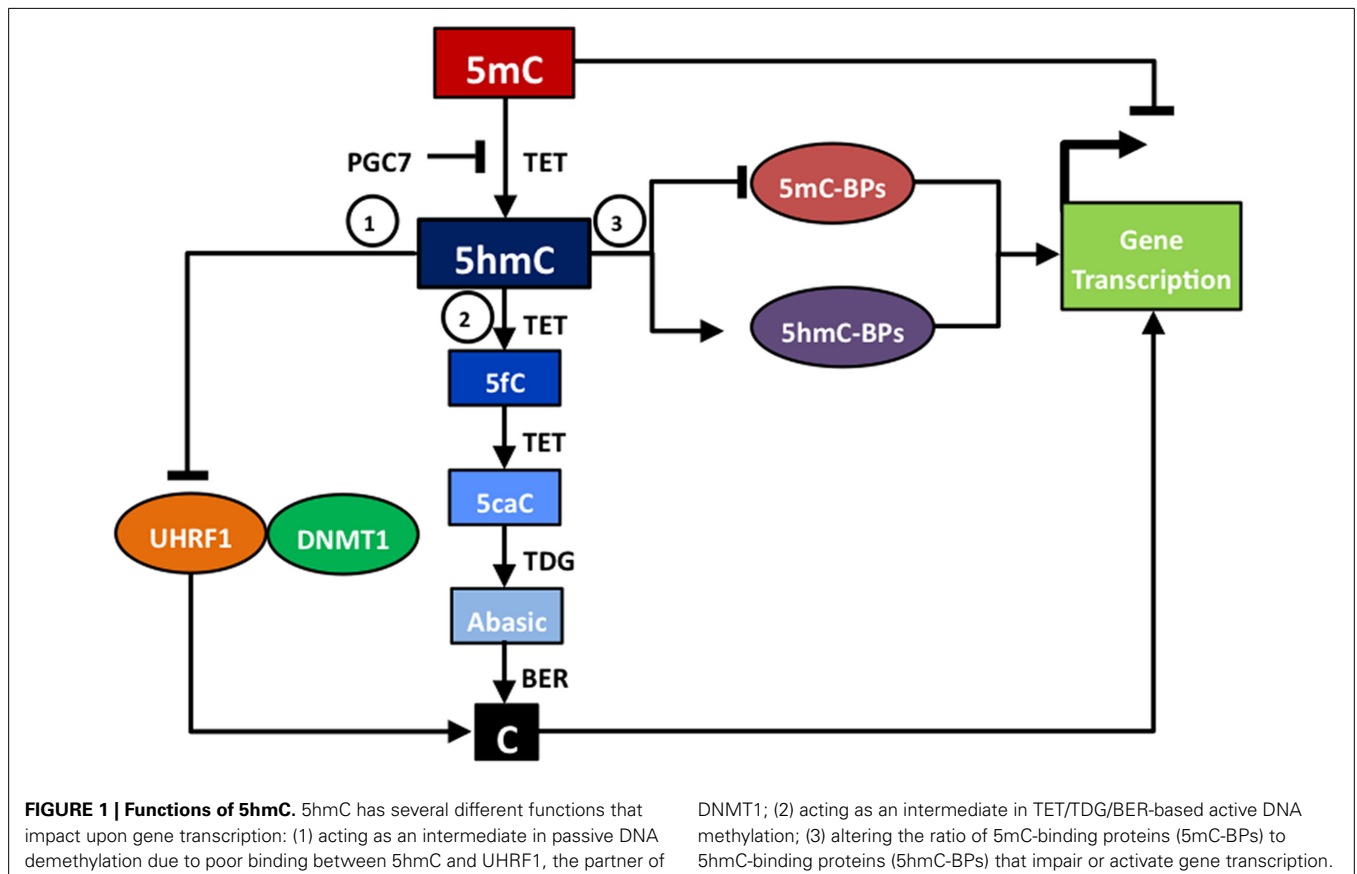 5mC
PGC7
TET
1
3
5mC-BPs
5hmC
Gene
Transcription
2
TET
5hmC-BPs
5fC
TET
5caC
UHRF1
DNMT1
TDG
Abasic
BER
C
FIGURE 1 | Functions of 5hmC. 5hmC has several different functions that
impact upon gene transcription: (1) acting as an intermediate in passive DNA
demethylation due to poor binding between 5hmC and UHRF1, the partner of
DNMT1; (2) acting as an intermediate in TET/TDG/BER-based active DNA
methylation; (3) altering the ratio of 5mC-binding proteins (5mC-BPs) to
5hmC-binding proteins (5hmC-BPs) that impair or activate gene transcription.